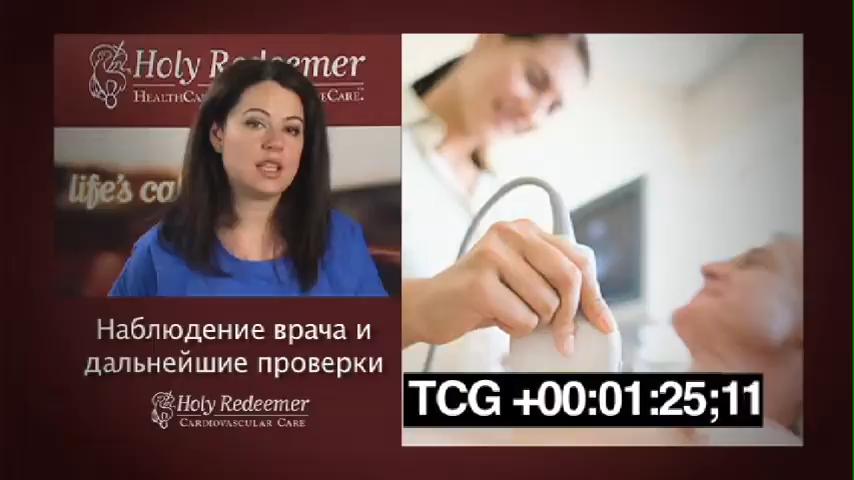 Holy Redeemer
life's ca
Наблюдение врача и
дальнейшие проверки
Holy Redeemer
CARDIOVASCULAR CARE
TCG +00:01:25;11